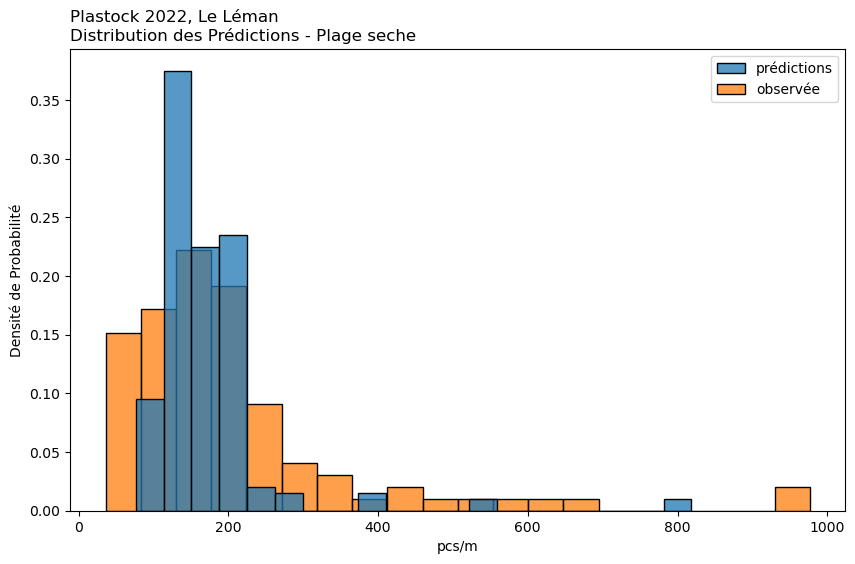 Plastock 2022, Le Léman
Distribution des Prédictions - Plage seche
prédictions
observée
Densité de Probabilité
0.35
0.30
0.25
0.20
0.15
0.10
0.05
0.00
0
200
400
600
800
1000
pcs/m